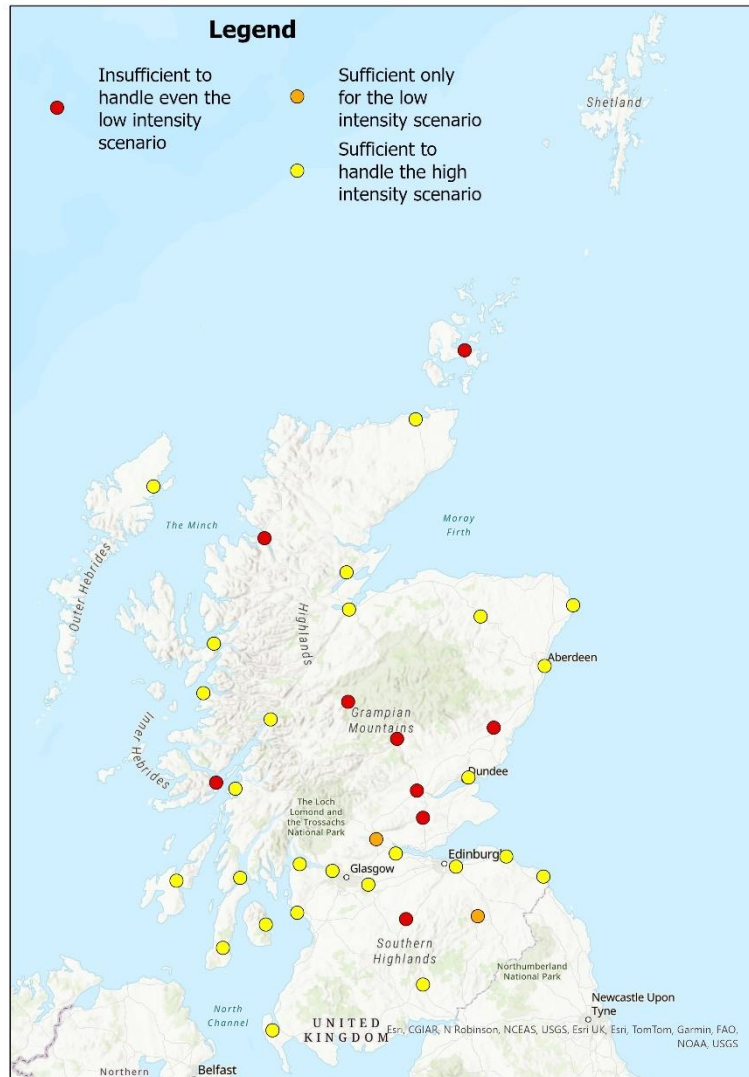 Legend
Insufficient to
handle even the
low intensity
scenario
Sufficient only
for the low
intensity scenario
Sufficient to
handle the high
intensity scenario
Shetland
The Minch
Moray
Firth
Outer Hebrides
Highlands
Aberdeen
Grampian
Mountains
Inner Hebrides
Dundee
The Loch
Lomond and
the Trossachs
National Park
Edinburgh
Glasgow
Southern
Highlands
Northumberland
National Park
North
Channel
UNITED
KINGDOM
Newcastle Upon
Tyne
Esri, CGIAR, N Robinson, NCEAS, USGS, Esri UK, Esri, TomTom, Garmin, FAO,
NOAA, USGS
Northern
Belfast